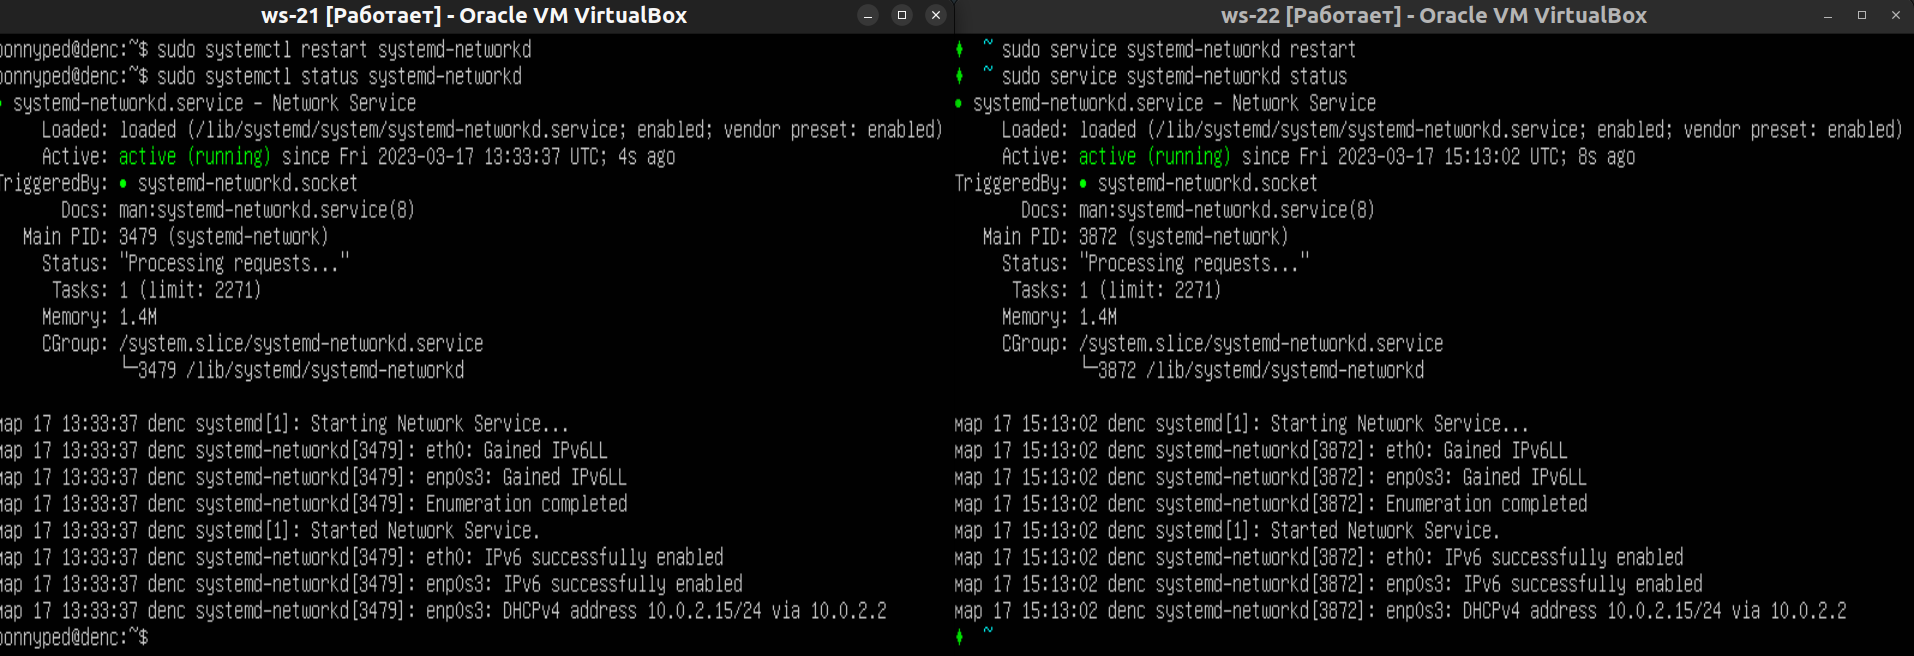 ws-21 [Работает] - Oracle VM VirtualBox
onnyped@denc:~$ sudo systemctl restart systemd-networkd
onnyped@denc:~$ sudo systemctl status systemd-networkd
● systemd-networkd.service - Network Service
Loaded: loaded (/lib/systemd/system/systemd-networkd.service; enabled; vendor preset: enabled)
Active: active (running) since Fri 2023-03-17 13:33:37 UTC; 4s ago
TriggeredBy: ● systemd-networkd.socket
Docs: man:systemd-networkd.service(8)
Main PID: 3479 (systemd-network)
Status: "Processing requests..."
Tasks: 1 (limit: 2271)
Memory: 1.4M
CGroup: /system.slice/systemd-networkd.service
└─3479 /lib/systemd/systemd-networkd
мар 17 13:33:37 denc systemd[1]: Starting Network Service...
мар 17 13:33:37 denc systemd-networkd[3479]: eth0: Gained IPv6LL
мар 17 13:33:37 denc systemd-networkd[3479]: enp0s3: Gained IPv6LL
мар 17 13:33:37 denc systemd-networkd[3479]: Enumeration completed
мар 17 13:33:37 denc systemd[1]: Started Network Service.
мар 17 13:33:37 denc systemd-networkd[3479]: eth0: IPv6 successfully enabled
мар 17 13:33:37 denc systemd-networkd[3479]: enp0s3: IPv6 successfully enabled
мар 17 13:33:37 denc systemd-networkd[3479]: enp0s3: DHCPv4 address 10.0.2.15/24 via 10.0.2.2
onnyped@denc:~$
ws-22 [Работает] - Oracle VM VirtualBox
♦ ~ sudo service systemd-networkd restart
♦ ~ sudo service systemd-networkd status
● systemd-networkd.service - Network Service
Loaded: loaded (/lib/systemd/system/systemd-networkd.service; enabled; vendor preset: enabled)
Active: active (running) since Fri 2023-03-17 15:13:02 UTC; 8s ago
TriggeredBy: ● systemd-networkd.socket
Docs: man:systemd-networkd.service(8)
Main PID: 3872 (systemd-network)
Status: "Processing requests..."
Tasks: 1 (limit: 2271)
Memory: 1.4M
CGroup: /system.slice/systemd-networkd.service
└─3872 /lib/systemd/systemd-networkd
мар 17 15:13:02 denc systemd[1]: Starting Network Service...
мар 17 15:13:02 denc systemd-networkd[3872]: eth0: Gained IPv6LL
мар 17 15:13:02 denc systemd-networkd[3872]: enp0s3: Gained IPv6LL
мар 17 15:13:02 denc systemd-networkd[3872]: Enumeration completed
мар 17 15:13:02 denc systemd[1]: Started Network Service.
мар 17 15:13:02 denc systemd-networkd[3872]: eth0: IPv6 successfully enabled
мар 17 15:13:02 denc systemd-networkd[3872]: enp0s3: IPv6 successfully enabled
мар 17 15:13:02 denc systemd-networkd[3872]: enp0s3: DHCPv4 address 10.0.2.15/24 via 10.0.2.2
♦ ~